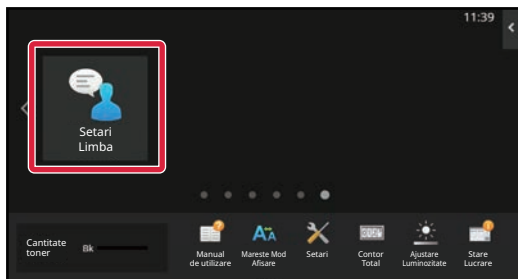 11:39
Setari
Limba
Cantitate
toner
Bk
Manual
de utilizare
Mareste Mod
Afisare
Setari
Contor
Total
Ajustare
Luminozitate
Stare
Lucrare